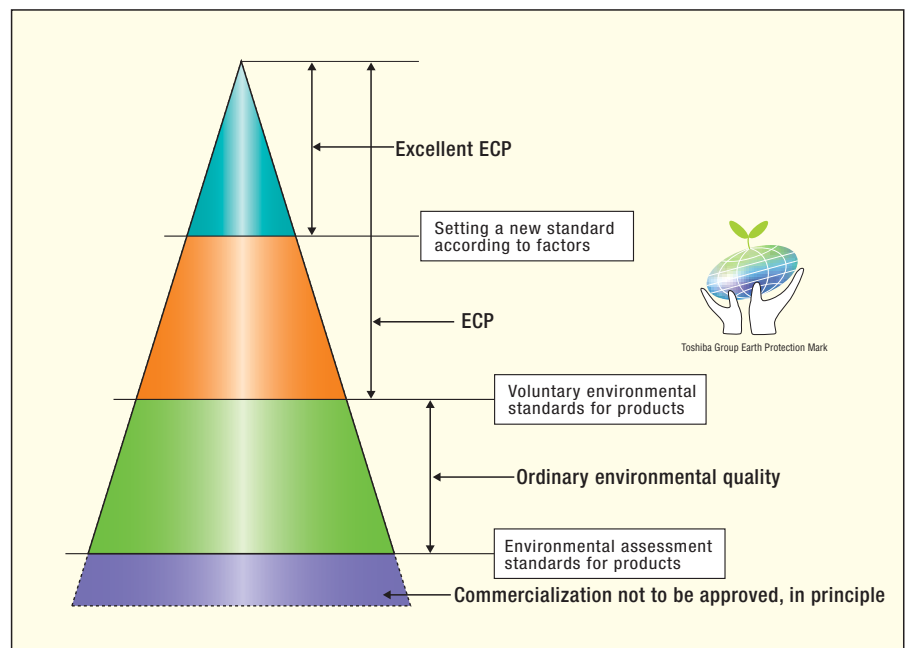 Excellent ECP
Setting a new standard
according to factors
ECP
Toshiba Group Earth Protection Mark
Voluntary environmental
standards for products
Ordinary environmental quality
Environmental assessment
standards for products
Commercialization not to be approved, in principle